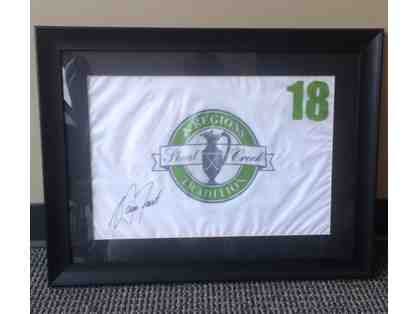 18
REGIONS
Shoal Creek
TRADITION